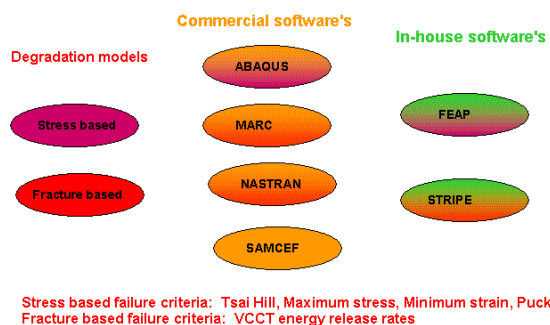 Commercial software's
In-house software's
Degradation models
ABAQUS
Stress based
MARC
FEAP
Fracture based
NASTRAN
STRIPE
SAMCEF
Stress based failure criteria: Tsai Hill, Maximum stress, Minimum strain, Puck
Fracture based failure criteria: VCCT energy release rates